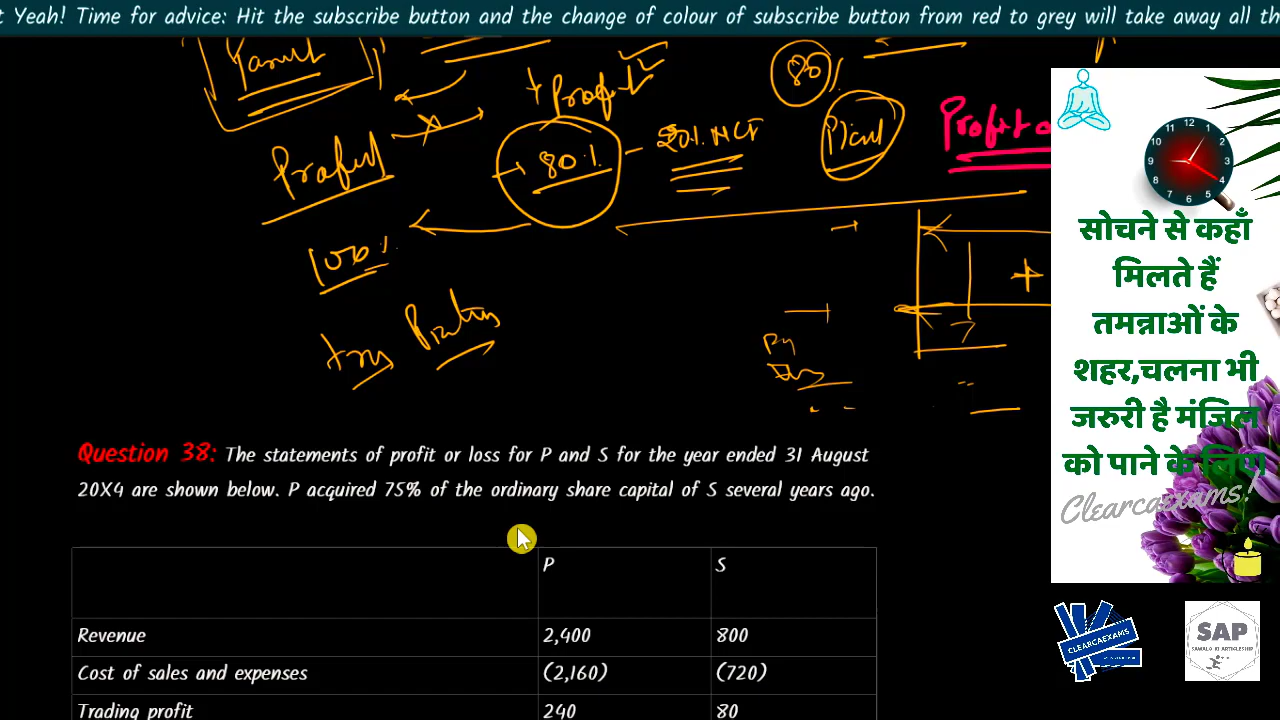 t Yeah! Time for advice: Hit the subscribe button and the change of colour of subscribe button from red to grey will take away all th
+ Profit
80%
Profit
80%
20% NCI
Profit o
100%
सोचने से कहाँ
मिलते हैं
तमन्नाओं के
शहर,चलना भी
जरुरी है मंजिल
को पाने के लिए!
Clearcaexams.!
Question 38: The statements of profit or loss for P and S for the year ended 31 August
20X4 are shown below. P acquired 75% of the ordinary share capital of S several years ago.
P S
Revenue 2,400 800
Cost of sales and expenses (2,160) (720)
Trading profit 240 80
CLEARCAEXAMS
SAP
SAWALO KI ARTICLESHIP